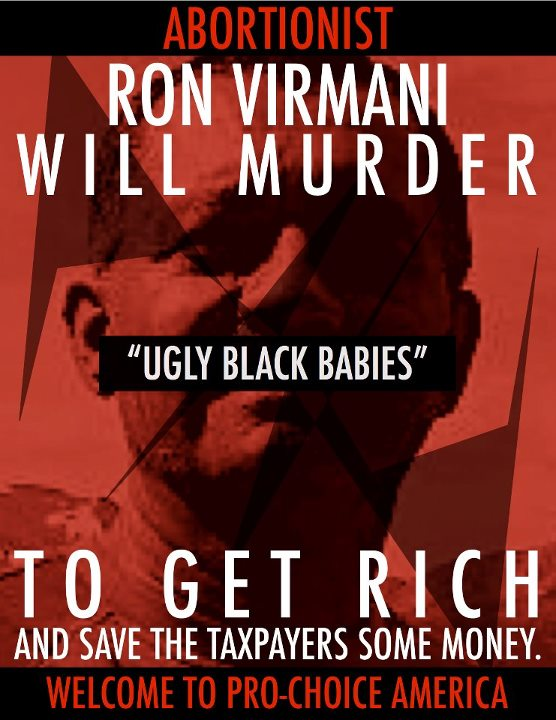 ABORTIONIST
RON VIRMANI
WILL MURDER
“UGLY BLACK BABIES”
TO GET RICH
AND SAVE THE TAXPAYERS SOME MONEY.
WELCOME TO PRO-CHOICE AMERICA